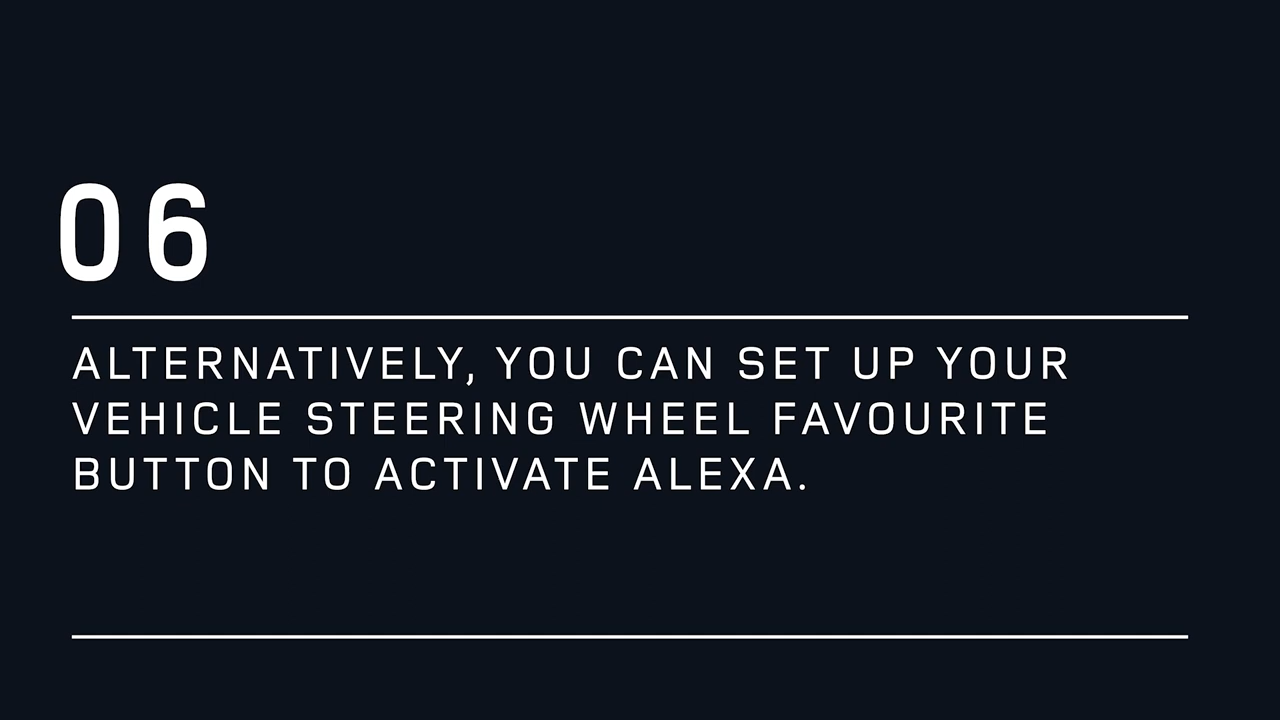 06
ALTERNATIVELY, YOU CAN SET UP YOUR
VEHICLE STEERING WHEEL FAVOURITE
BUTTON TO ACTIVATE ALEXA.